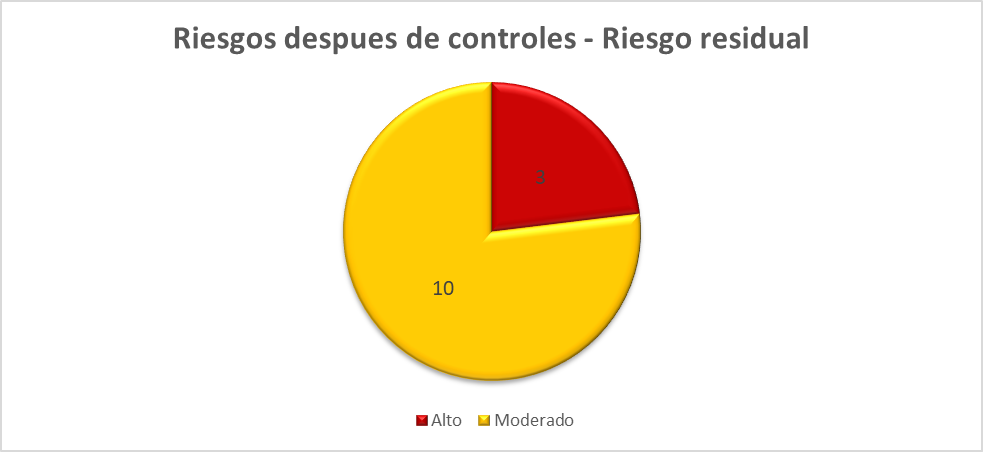 Riesgos despues de controles - Riesgo residual
3
10
Alto Moderado